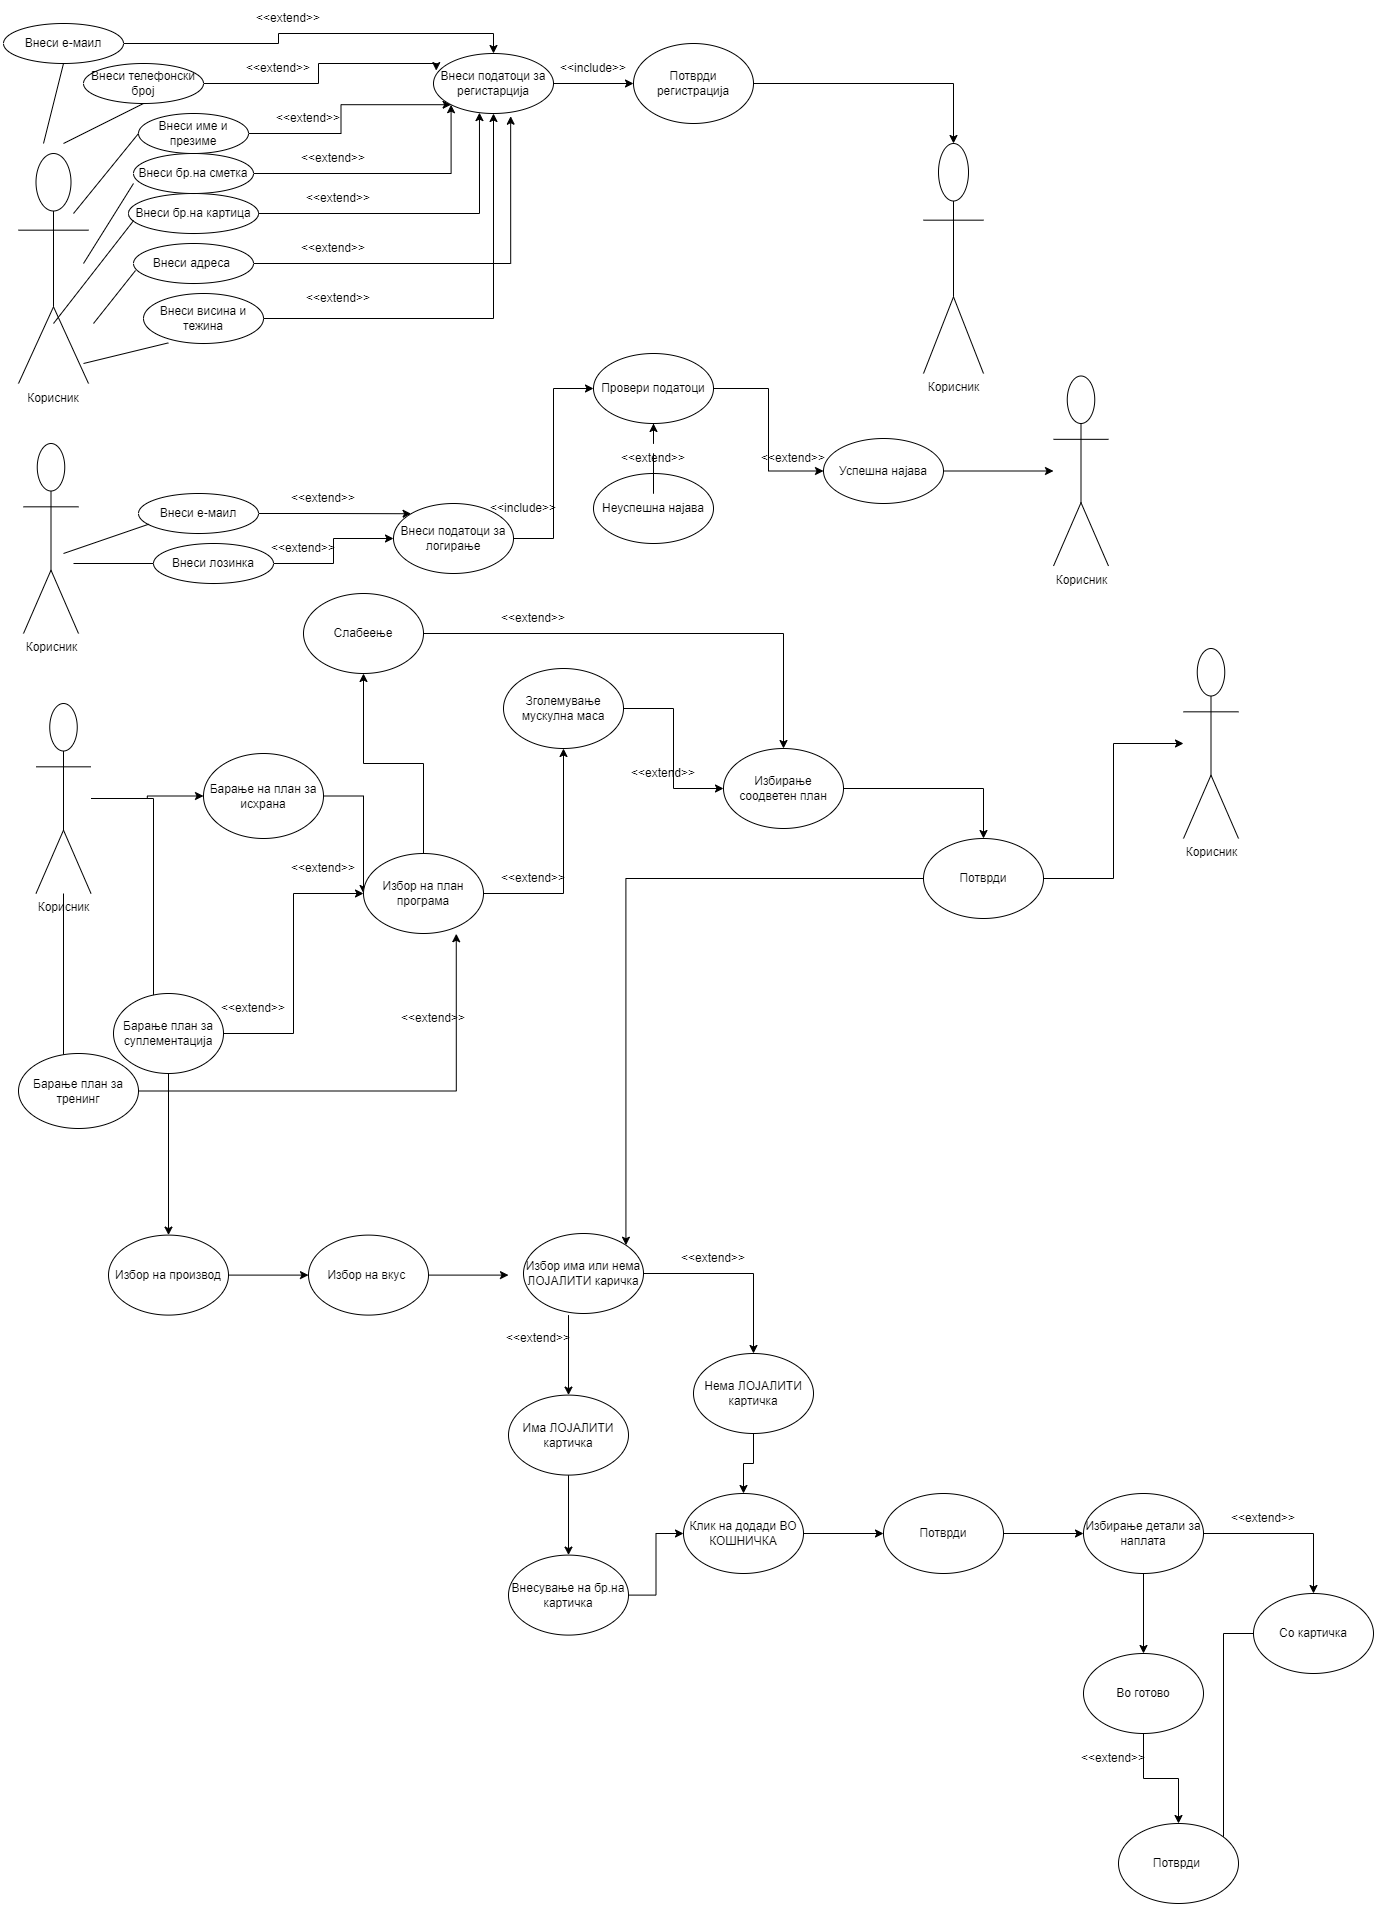 <<extend>>
Внеси е-маил
<<extend>>
Внеси телефонски
број
Внеси податоци за
регистарција
<<include>>
Потврди
регистрација
Внеси име и
презиме
<<extend>>
Внеси бр.на сметка
<<extend>>
Внеси бр.на картица
<<extend>>
Внеси адреса
<<extend>>
Внеси висина и
тежина
<<extend>>
Корисник
Корисник
Провери податоци
<<extend>>
Неуспешна најава
<<extend>>
Успешна најава
Корисник
Внеси е-маил
<<extend>>
Внеси лозинка
<<extend>>
Внеси податоци за
логирање
<<include>>
Корисник
Слабеење
<<extend>>
Зголемување
мускулна маса
<<extend>>
Избирање
соодветен план
Корисник
Барање на план за
исхрана
<<extend>>
Избор на план
програма
<<extend>>
Потврди
Корисник
Барање план за
суплементација
<<extend>>
<<extend>>
Барање план за
тренинг
Избор на производ
Избор на вкус
Избор има или нема
ЛОЈАЛИТИ каричка
<<extend>>
<<extend>>
Нема ЛОЈАЛИТИ
картичка
Има ЛОЈАЛИТИ
картичка
Клик на додади ВО
КОШНИЧКА
Потврди
Избирање детали за
наплата
<<extend>>
Внесување на бр.на
картичка
Со картичка
Во готово
<<extend>>
Потврди